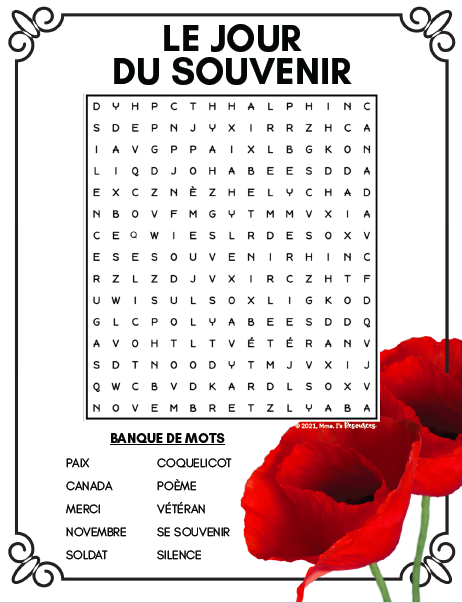 LE JOUR
DU SOUVENIR
D Y H P C T H H A L P H I N C
S D E P N J Y X I R R Z H C A
I A V G P P A I X L B G K O N
L I Q D J O H A B E E S D D A
E X C Z N È Z H E L Y C H A D
N B O V F M G Y T M M V X I A
C E Q W I E S L R D E S O X V
E S E S O U V E N I R H I N C
R Z L Z D J V X I R C Z H T F
U W I S U L S O X L I G K O D
G L C P O L Y A B E E S D D Q
A V O H T L T V É T É R A N V
S D T N O O D Y T M J V X I J
Q W C B V D K A R D L S O X V
N O V E M B R E T Z L Y A B A
© 2021, Mme. J's Resources
BANQUE DE MOTS
PAIX COQUELICOT
CANADA POÈME
MERCI VÉTÉRAN
NOVEMBRE SE SOUVENIR
SOLDAT SILENCE